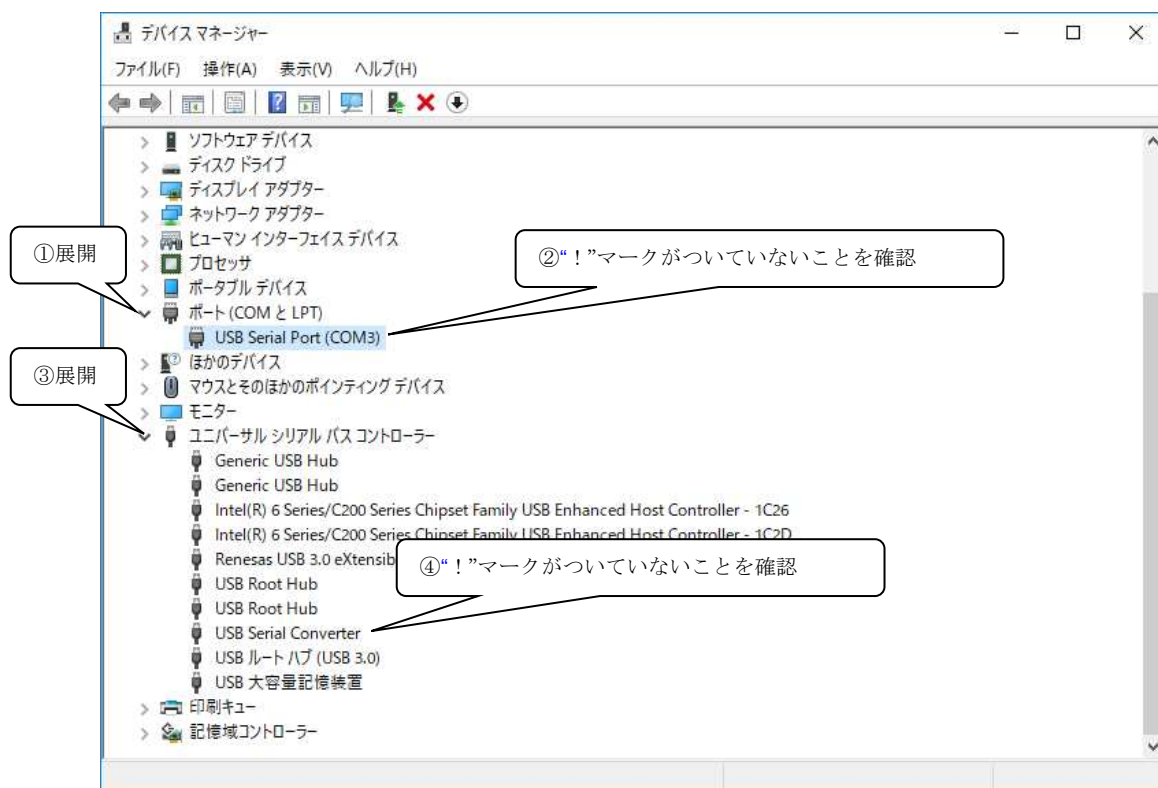 デバイス マネージャー
ファイル(F) 操作(A) 表示(V) ヘルプ(H)
ソフトウェア デバイス
ディスク ドライブ
ディスプレイ アダプター
ネットワーク アダプター
ヒューマン インターフェイス デバイス
①展開
②“！”マークがついていないことを確認
プロセッサ
ポータブル デバイス
ポート (COM と LPT)
USB Serial Port (COM3)
ほかのデバイス
③展開
マウスとそのほかのポインティング デバイス
モニター
ユニバーサル シリアル バス コントローラー
Generic USB Hub
Generic USB Hub
Intel(R) 6 Series/C200 Series Chipset Family USB Enhanced Host Controller - 1C26
Intel(R) 6 Series/C200 Series Chipset Family USB Enhanced Host Controller - 1C2D
Renesas USB 3.0 eXtensib
④“！”マークがついていないことを確認
USB Root Hub
USB Root Hub
USB Serial Converter
USB ルート ハブ (USB 3.0)
USB 大容量記憶装置
印刷キュー
記憶域コントローラー